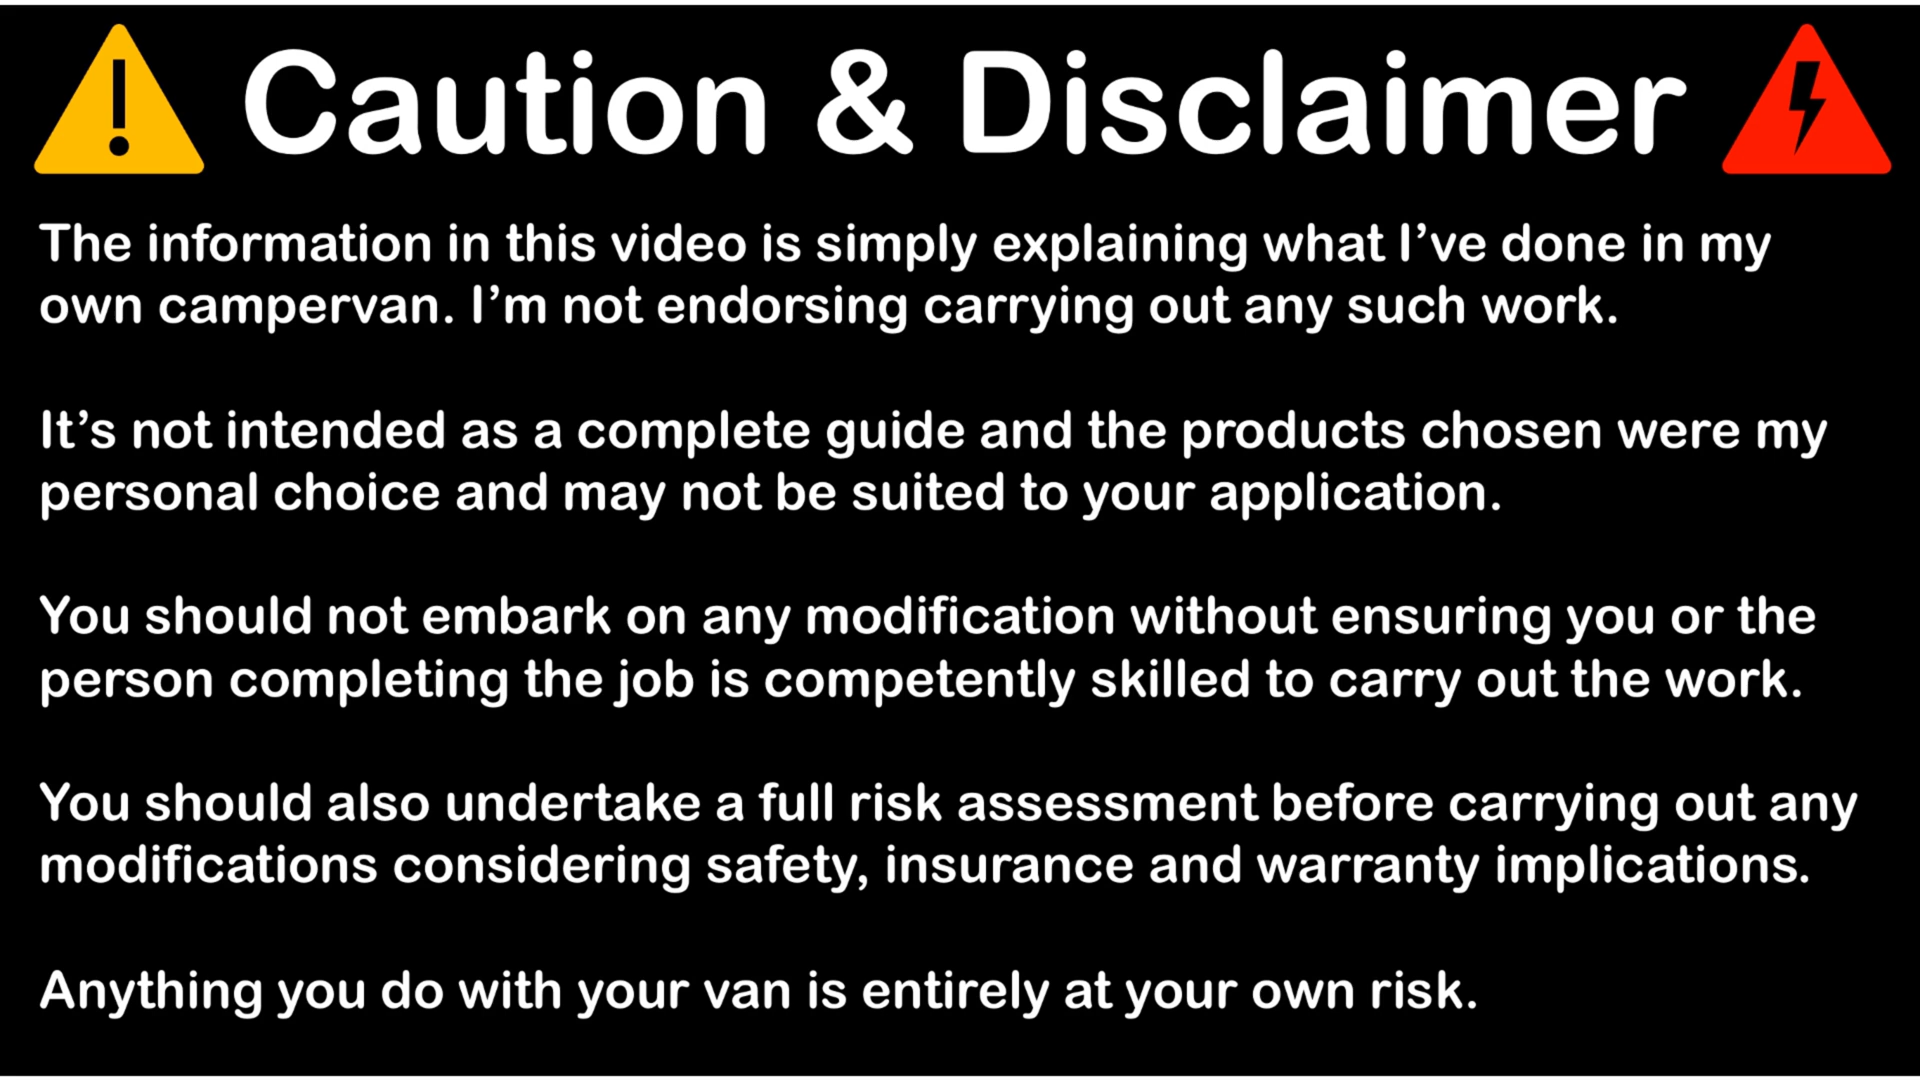 Caution & Disclaimer
The information in this video is simply explaining what I’ve done in my
own campervan. I’m not endorsing carrying out any such work.
It’s not intended as a complete guide and the products chosen were my
personal choice and may not be suited to your application.
You should not embark on any modification without ensuring you or the
person completing the job is competently skilled to carry out the work.
You should also undertake a full risk assessment before carrying out any
modifications considering safety, insurance and warranty implications.
Anything you do with your van is entirely at your own risk.